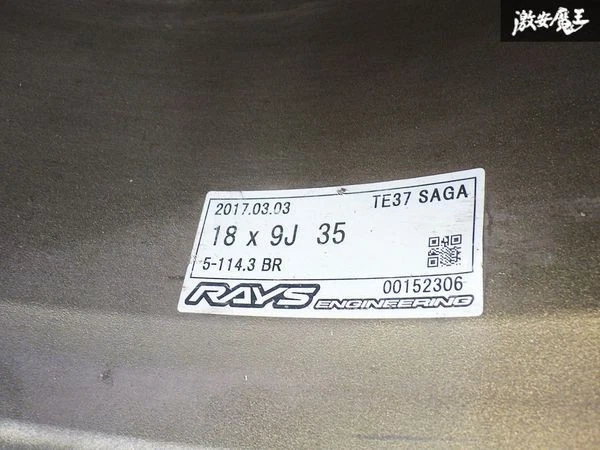 激安魔王
2017.03.03 TE37 SAGA
18 x 9J 35
5-114.3 BR
00152306
RAYS ENGINEERING